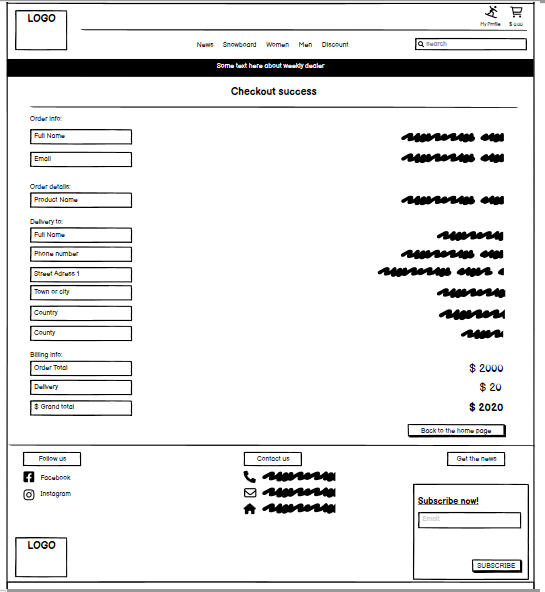 LOGO
My Profile
$ 0.00
News Snowboard Women Men Discount
Search
Some text here about weekly dealer
Checkout success
Order info:
Full Name
Email
Order details:
Product Name
Delivery to:
Full Name
Phone number
Street Adress 1
Town or city
Country
County
Billing info:
Order Total $ 2000
Delivery $ 20
$ Grand total $ 2020
Back to the home page
Follow us Contact us Get the news
Facebook
Instagram
Subscribe now!
Email
SUBSCRIBE
LOGO